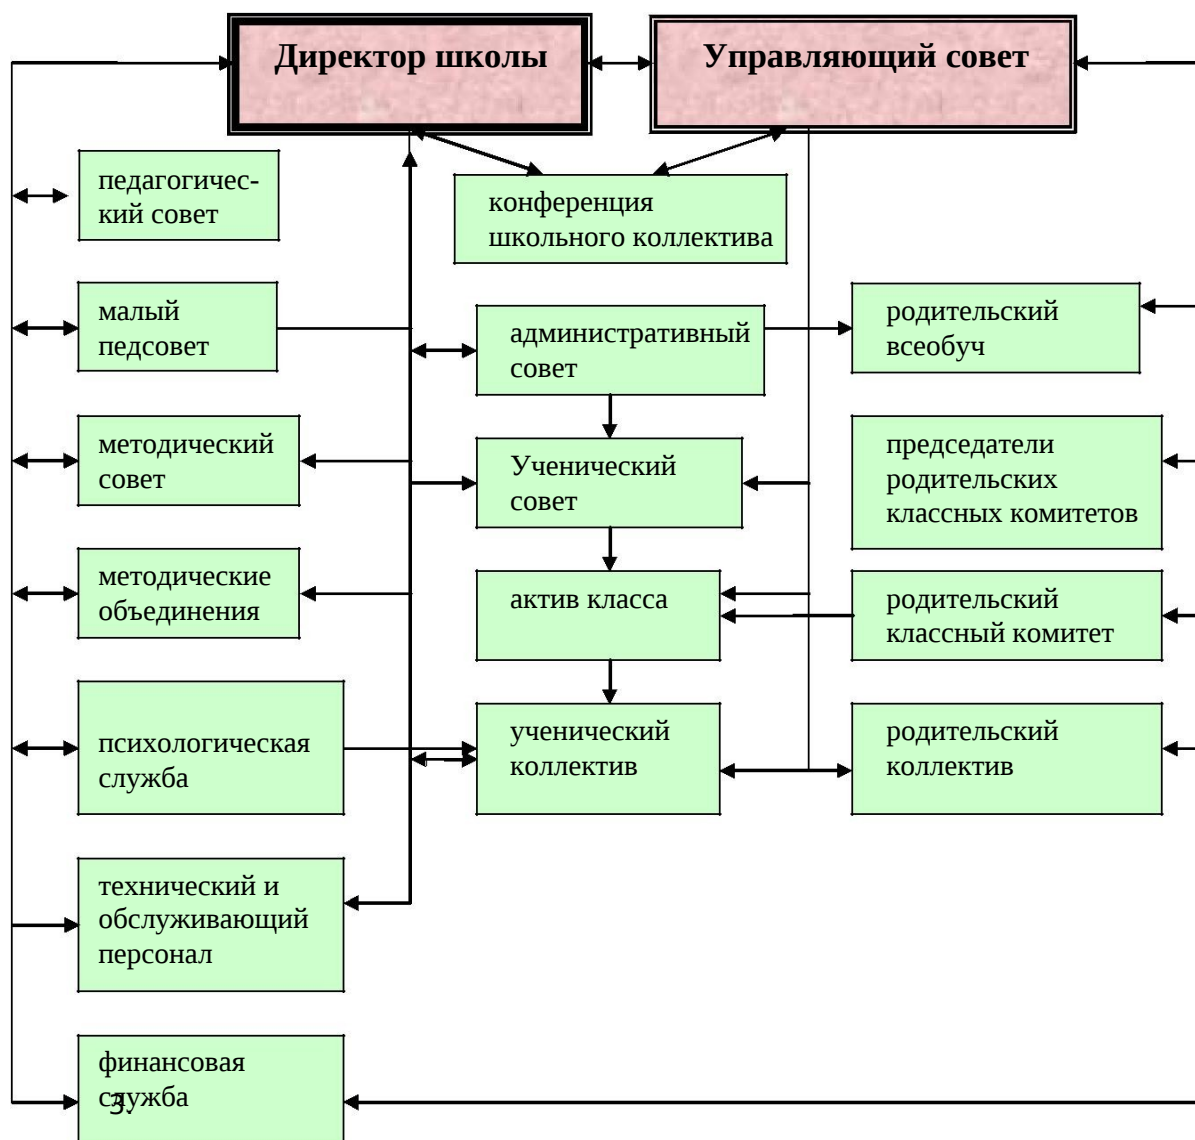 Директор школы
Управляющий совет
педагогичес-
кий совет
конференция
школьного коллектива
малый
педсовет
административный
совет
родительский
всеобуч
методический
совет
Ученический
совет
председатели
родительских
классных комитетов
методические
объединения
актив класса
родительский
классный комитет
психологическая
служба
ученический
коллектив
родительский
коллектив
технический и
обслуживающий
персонал
финансовая
служба
3.